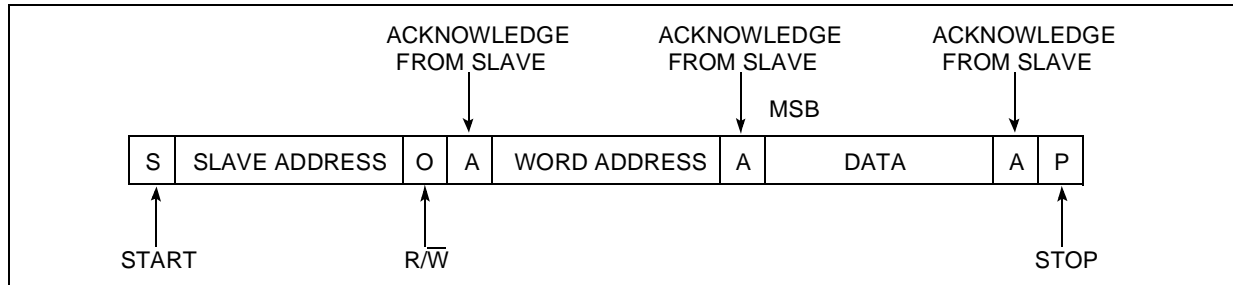 ACKNOWLEDGE
FROM SLAVE
ACKNOWLEDGE
FROM SLAVE
ACKNOWLEDGE
FROM SLAVE
MSB
S SLAVE ADDRESS O A WORD ADDRESS A DATA A P
START R/W̅ STOP